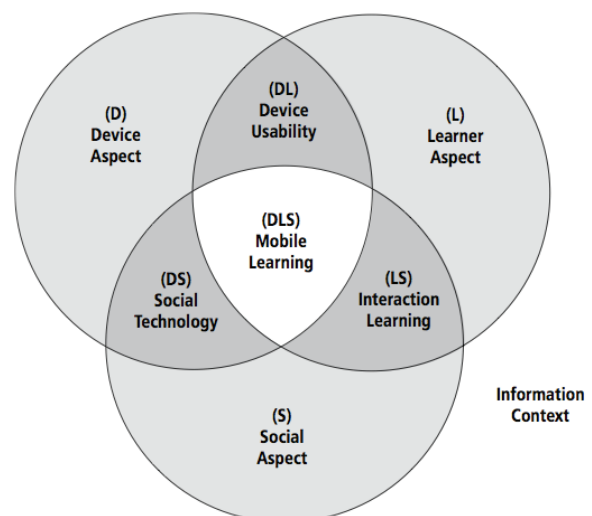 (DL)
Device
Usability
(D)
Device
Aspect
(L)
Learner
Aspect
(DLS)
Mobile
Learning
(DS)
Social
Technology
(LS)
Interaction
Learning
Information
Context
(S)
Social
Aspect